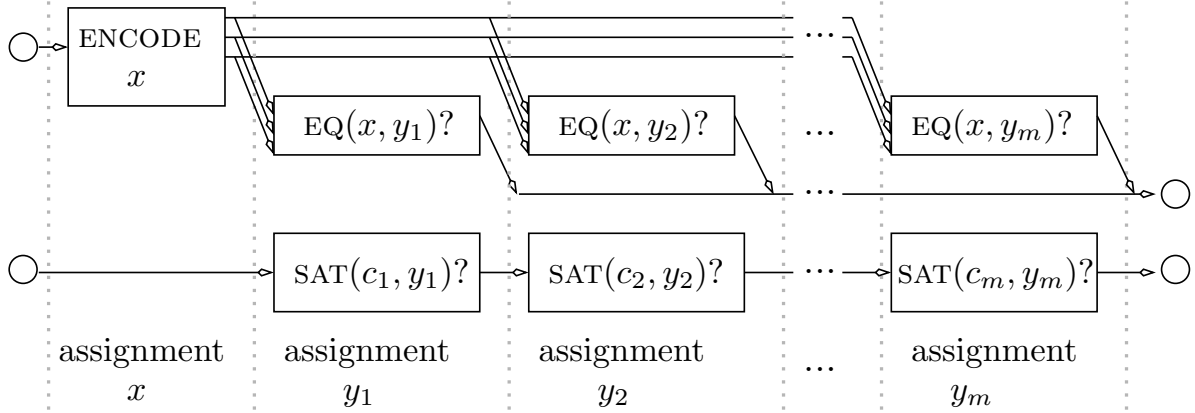 ENCODE
x
...
EQ(x, y₁)?
EQ(x, y₂)?
...
EQ(x, yₘ)?
...
SAT(c₁, y₁)?
SAT(c₂, y₂)?
...
SAT(cₘ, yₘ)?
assignment
x
assignment
y₁
assignment
y₂
...
assignment
yₘ